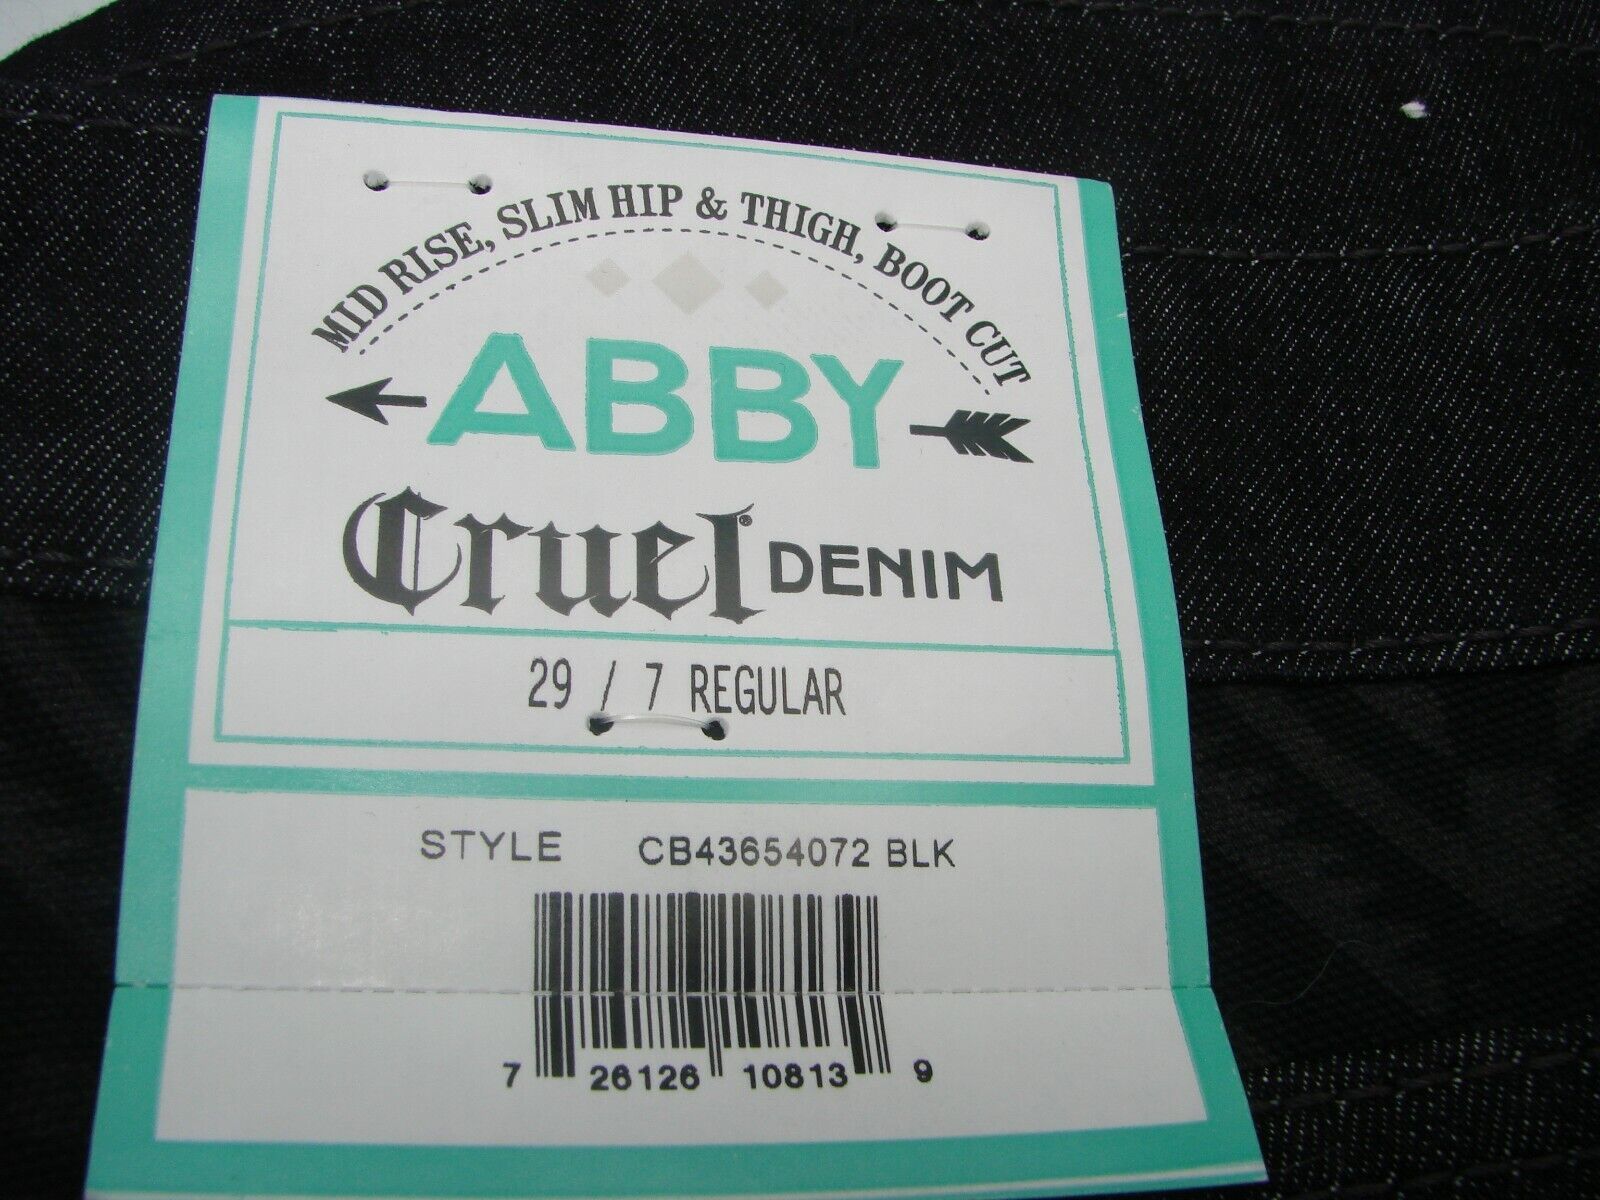 MID RISE, SLIM HIP & THIGH, BOOT CUT
ABBY
Cruel® DENIM
29 / 7 REGULAR
STYLE CB43654072 BLK
7 26126 10813 9